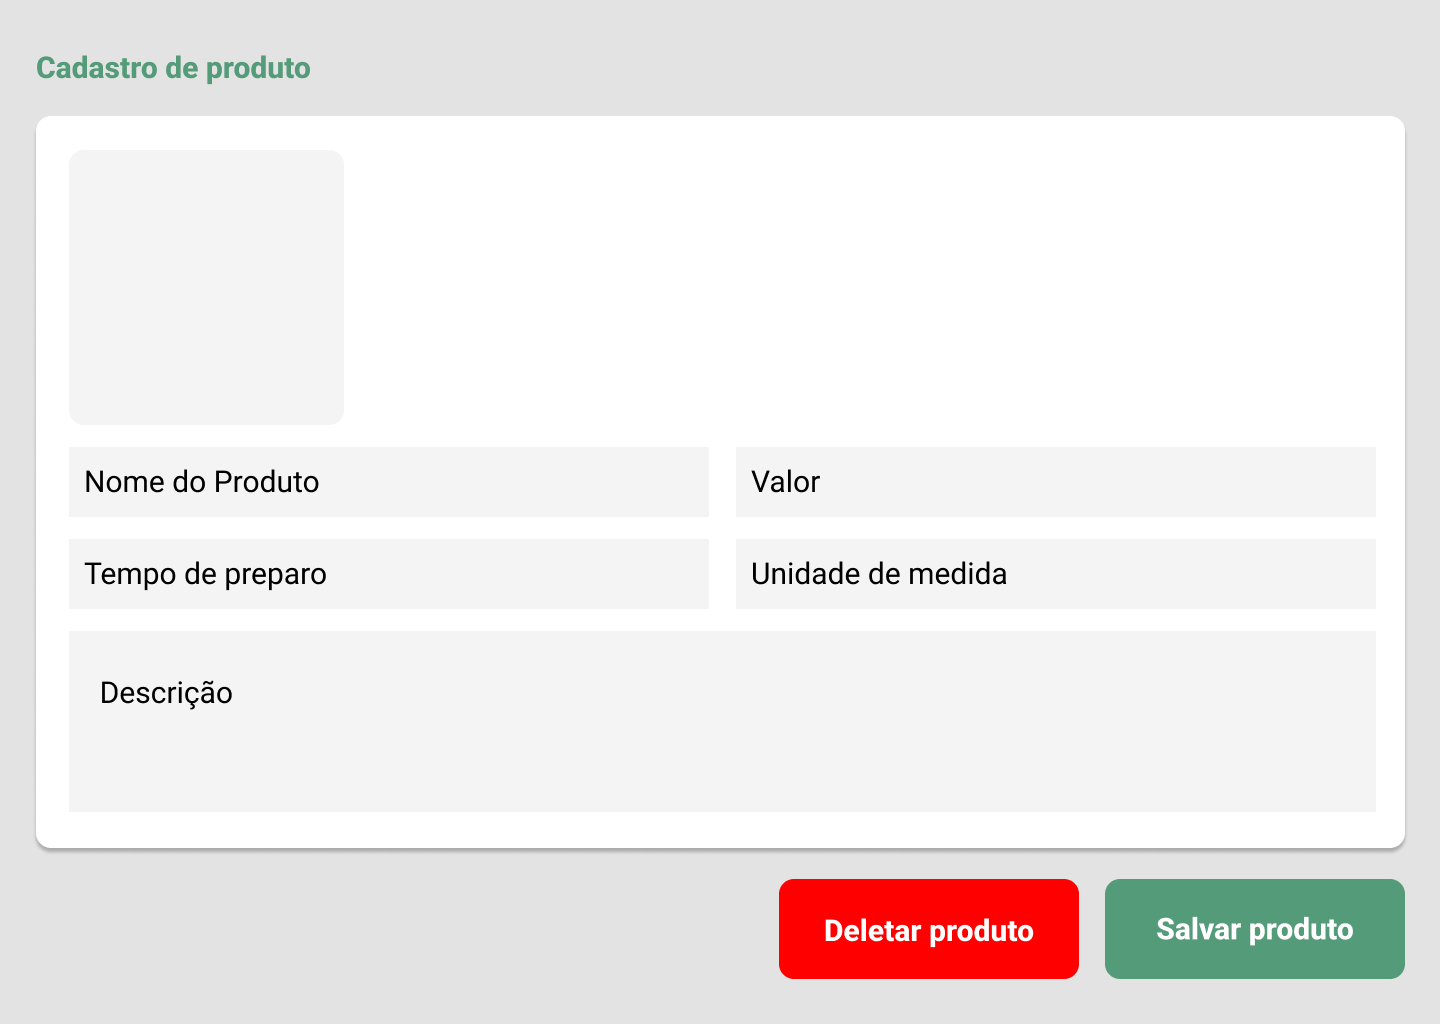 Cadastro de produto
Nome do Produto
Valor
Tempo de preparo
Unidade de medida
Descrição
Deletar produto
Salvar produto